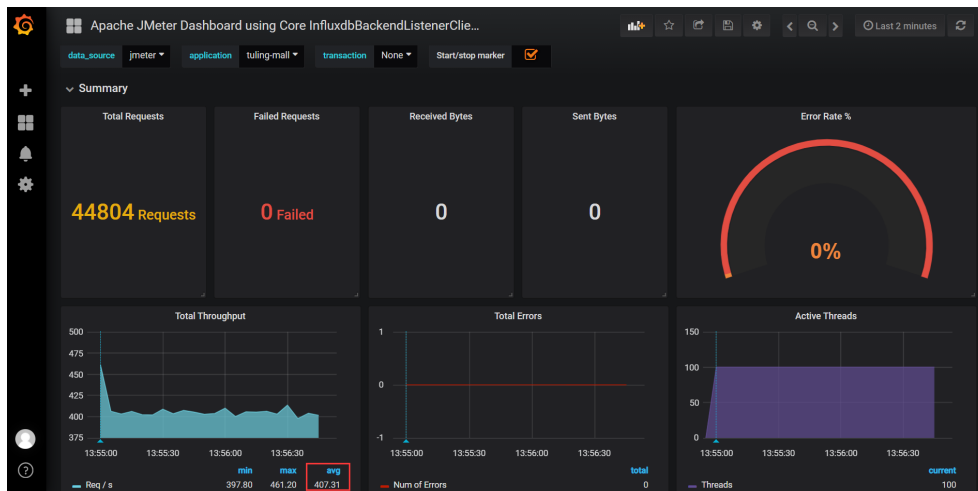 Apache JMeter Dashboard using Core InfluxdbBackendListenerClie...
Last 2 minutes
data_source jmeter application tuling-mall transaction None Start/stop marker
Summary
Total Requests
44804 Requests
Failed Requests
0 Failed
Received Bytes
0
Sent Bytes
0
Error Rate %
0%
Total Throughput
500
475
450
425
400
375
13:55:00 13:55:30 13:56:00 13:56:30
min max avg
Req / s 397.80 461.20 407.31
Total Errors
1
0
-1
13:55:00 13:55:30 13:56:00 13:56:30
total
Num of Errors 0
Active Threads
150
100
50
0
13:55:00 13:55:30 13:56:00 13:56:30
current
Threads 100